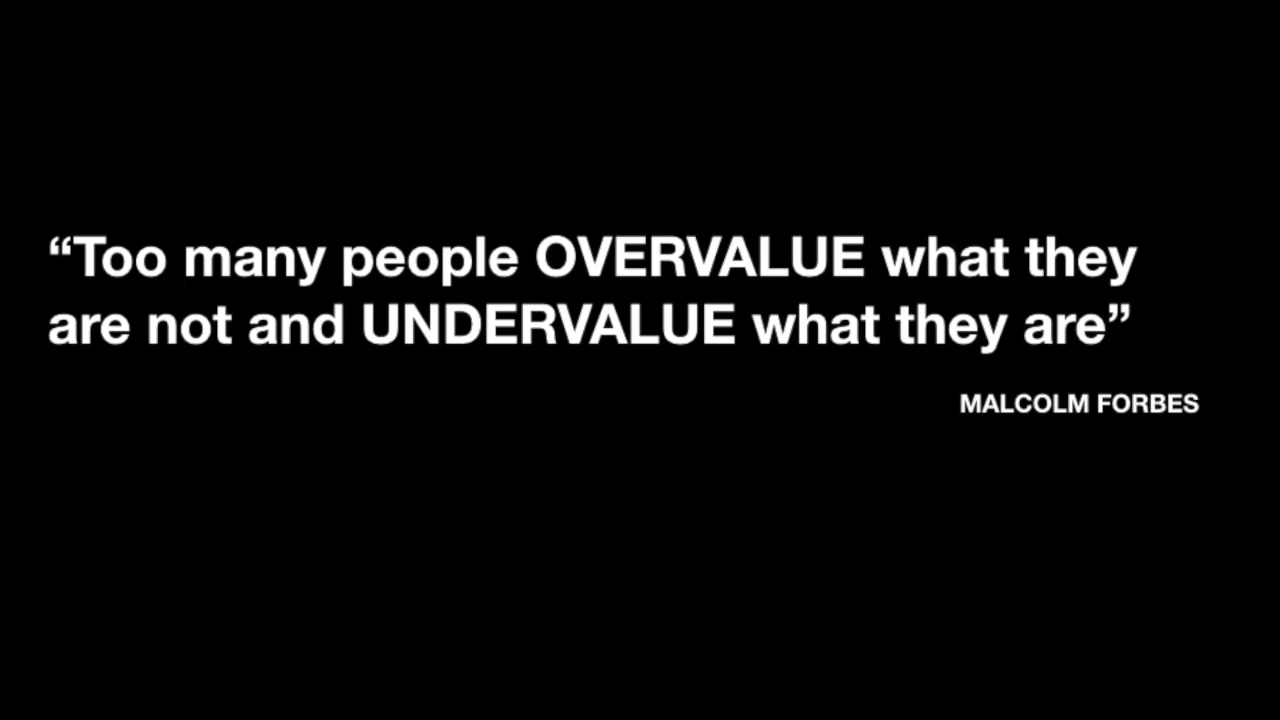 “Too many people OVERVALUE what they
are not and UNDERVALUE what they are”
MALCOLM FORBES